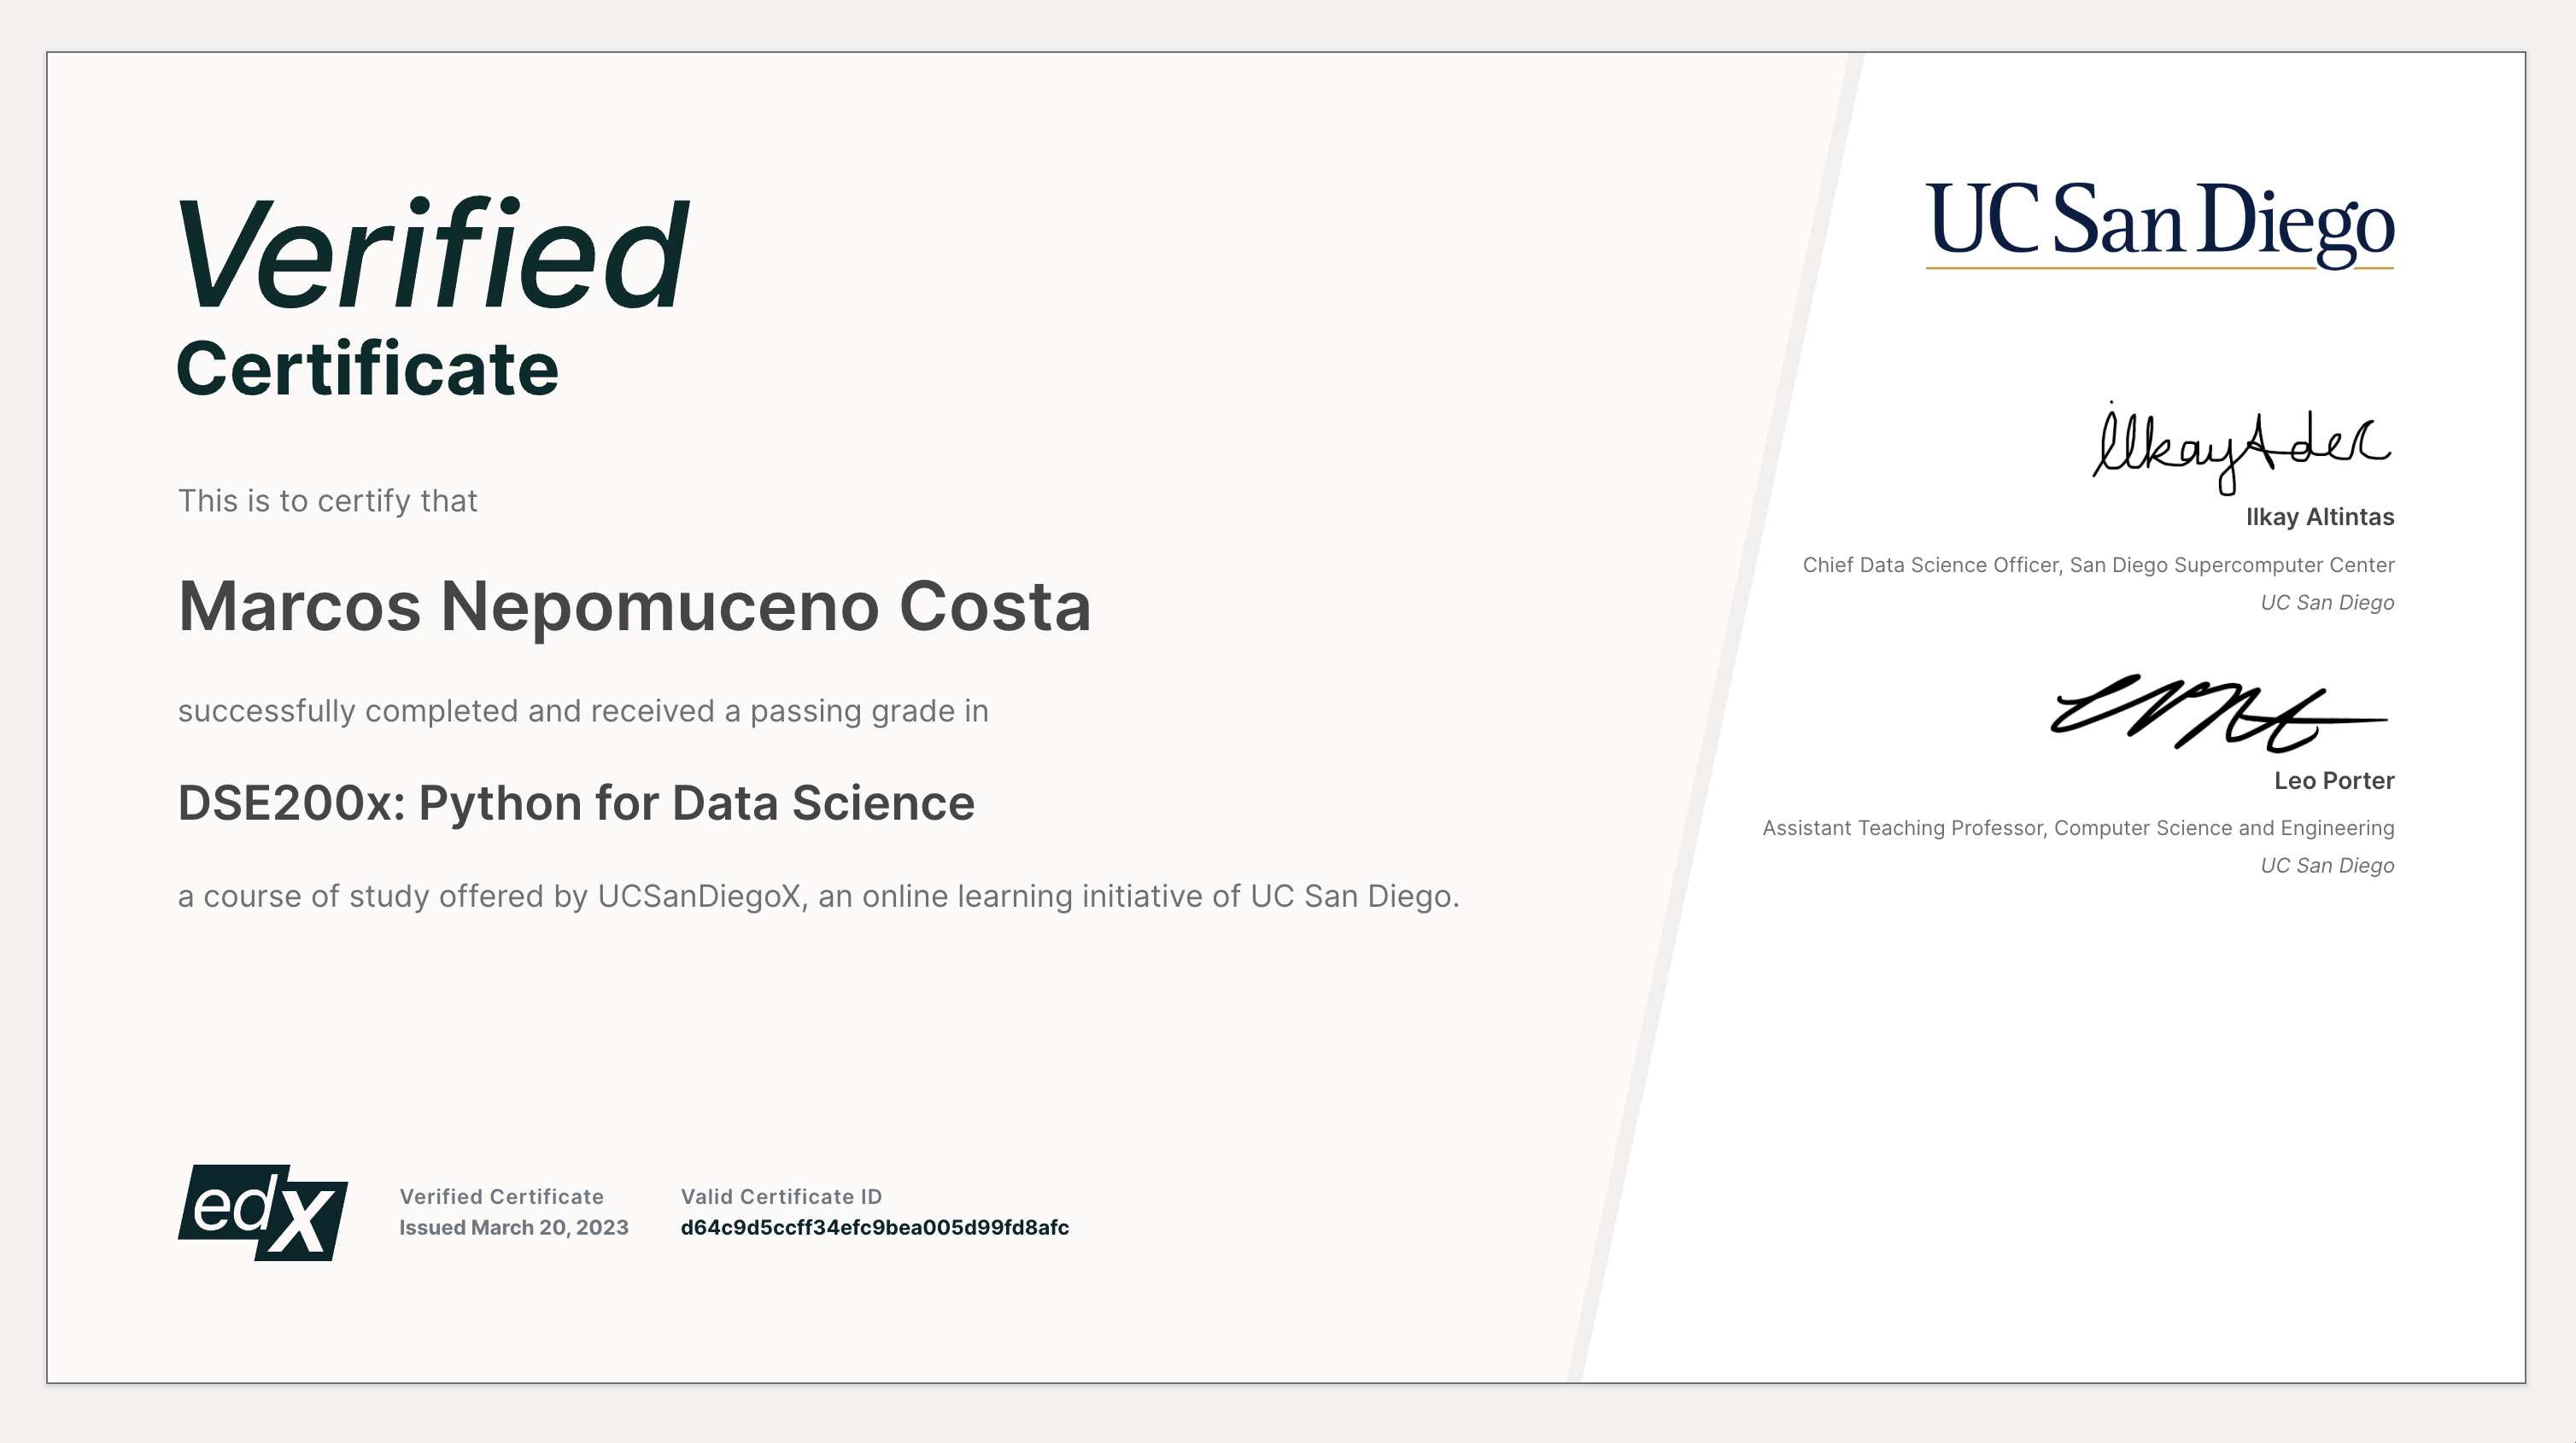 Verified
Certificate
This is to certify that
Marcos Nepomuceno Costa
successfully completed and received a passing grade in
DSE200x: Python for Data Science
a course of study offered by UCSanDiegoX, an online learning initiative of UC San Diego.
edX
Verified Certificate
Issued March 20, 2023
Valid Certificate ID
d64c9d5ccff34efc9bea005d99fd8afc
UC San Diego
Ilkay Altintas
Chief Data Science Officer, San Diego Supercomputer Center
UC San Diego
Leo Porter
Assistant Teaching Professor, Computer Science and Engineering
UC San Diego